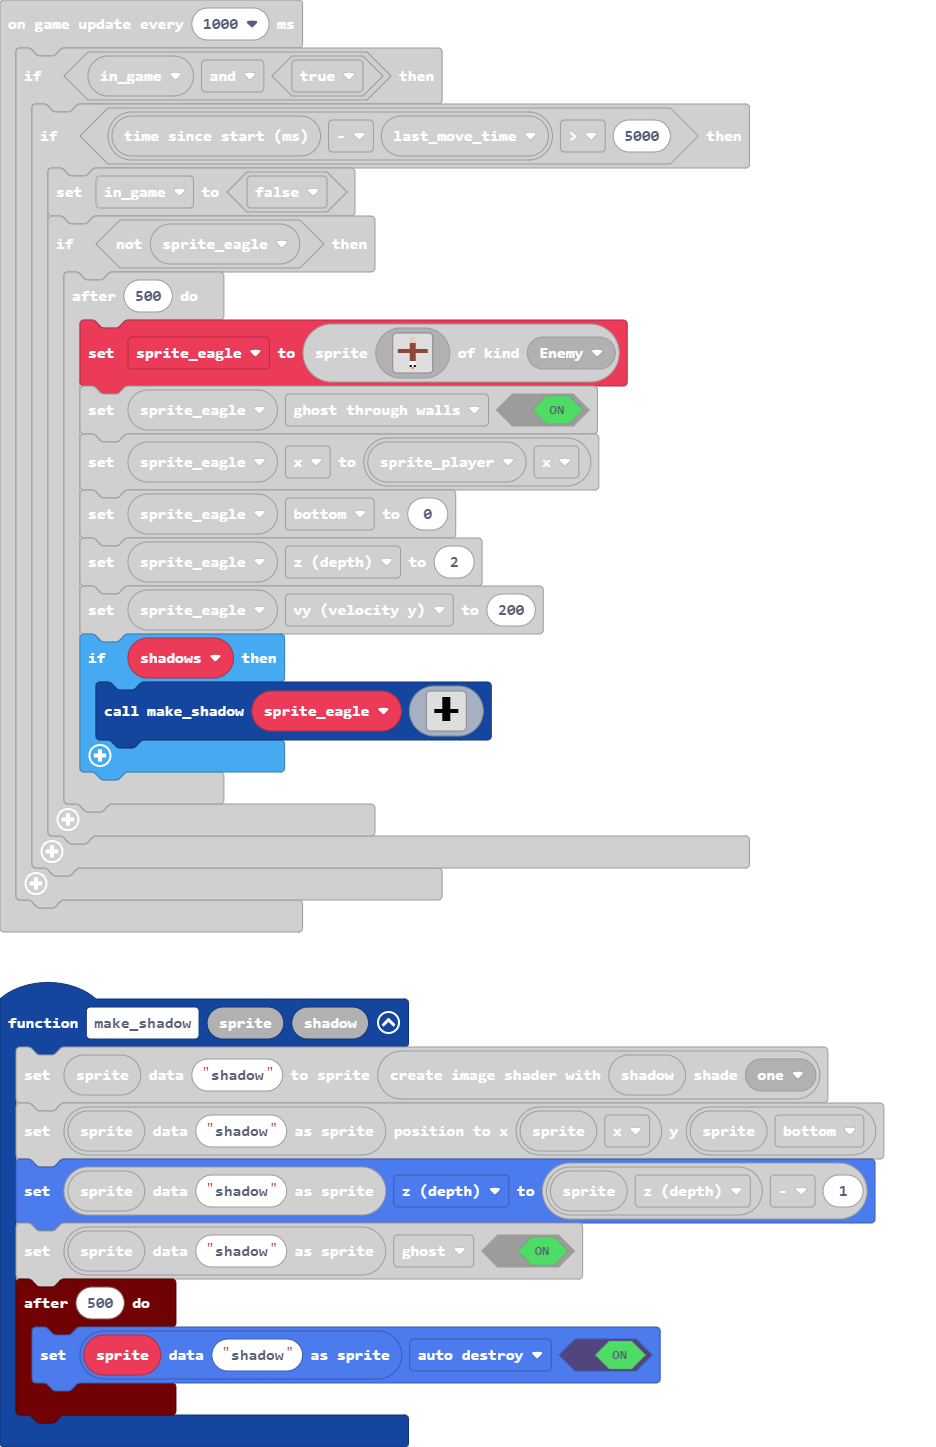 on game update every 1000 ms
if in_game and true then
if time since start (ms) - last_move_time > 5000 then
set in_game to false
if not sprite_eagle then
after 500 do
set sprite_eagle to sprite of kind Enemy
set sprite_eagle ghost through walls ON
set sprite_eagle x to sprite_player x
set sprite_eagle bottom to 0
set sprite_eagle z (depth) to 2
set sprite_eagle vy (velocity y) to 200
if shadows then
call make_shadow sprite_eagle
function make_shadow sprite shadow
set sprite data "shadow" to sprite create image shader with shadow shade one
set sprite data "shadow" as sprite position to x sprite x y sprite bottom
set sprite data "shadow" as sprite z (depth) to sprite z (depth) - 1
set sprite data "shadow" as sprite ghost ON
after 500 do
set sprite data "shadow" as sprite auto destroy ON